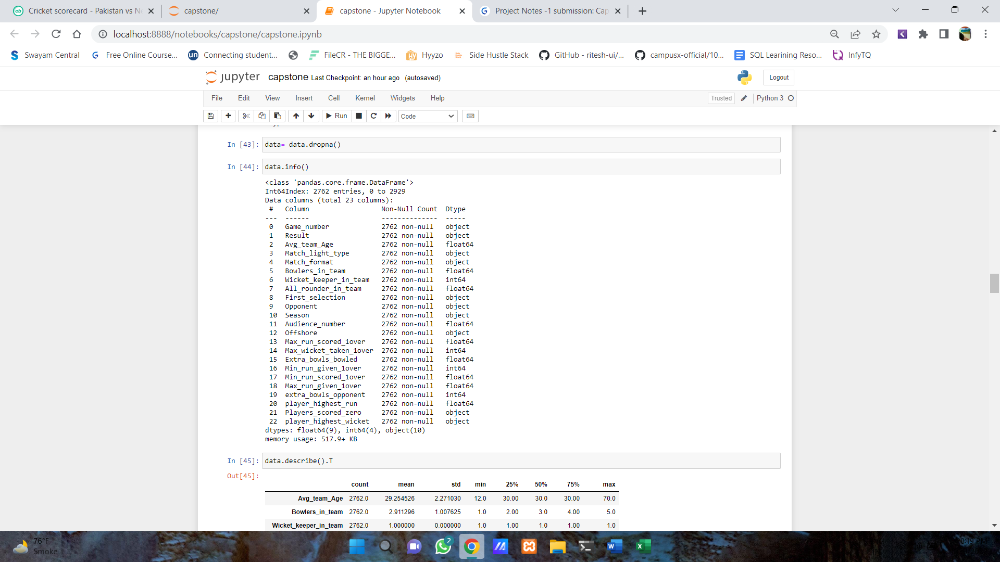 Cricket scorecard - Pakistan vs Ne
capstone/
capstone - Jupyter Notebook
Project Notes -1 submission: Cap
localhost:8888/notebooks/capstone/capstone.ipynb
Swayam Central
Free Online Course...
Connecting student...
FileCR - THE BIGGE...
Hyyzo
Side Hustle Stack
GitHub - ritesh-ui/...
campusx-official/10...
SQL Learining Reso...
InfyTQ
jupyter capstone Last Checkpoint: an hour ago (autosaved)
Logout
File Edit View Insert Cell Kernel Widgets Help
Trusted
Python 3
Run
Code
In [43]: data= data.dropna()
In [44]: data.info()
<class 'pandas.core.frame.DataFrame'>
Int64Index: 2762 entries, 0 to 2929
Data columns (total 23 columns):
# Column Non-Null Count Dtype
--- ------ -------------- -----
0 Game_number 2762 non-null object
1 Result 2762 non-null object
2 Avg_team_Age 2762 non-null float64
3 Match_light_type 2762 non-null object
4 Match_format 2762 non-null object
5 Bowlers_in_team 2762 non-null float64
6 Wicket_keeper_in_team 2762 non-null int64
7 All_rounder_in_team 2762 non-null float64
8 First_selection 2762 non-null object
9 Opponent 2762 non-null object
10 Season 2762 non-null object
11 Audience_number 2762 non-null float64
12 Offshore 2762 non-null object
13 Max_run_scored_1over 2762 non-null float64
14 Max_wicket_taken_1over 2762 non-null int64
15 Extra_bowls_bowled 2762 non-null float64
16 Min_run_given_1over 2762 non-null int64
17 Min_run_scored_1over 2762 non-null float64
18 Max_run_given_1over 2762 non-null float64
19 extra_bowls_opponent 2762 non-null int64
20 player_highest_run 2762 non-null float64
21 Players_scored_zero 2762 non-null object
22 player_highest_wicket 2762 non-null object
dtypes: float64(9), int64(4), object(10)
memory usage: 517.9+ KB
In [45]: data.describe().T
Out[45]:
count mean std min 25% 50% 75% max
Avg_team_Age 2762.0 29.254526 2.271030 12.0 30.00 30.0 30.00 70.0
Bowlers_in_team 2762.0 2.911296 1.007625 1.0 2.00 3.0 4.00 5.0
Wicket_keeper_in_team 2762.0 1.000000 0.000000 1.0 1.00 1.0 1.00 1.0
76°F
Smoke
2